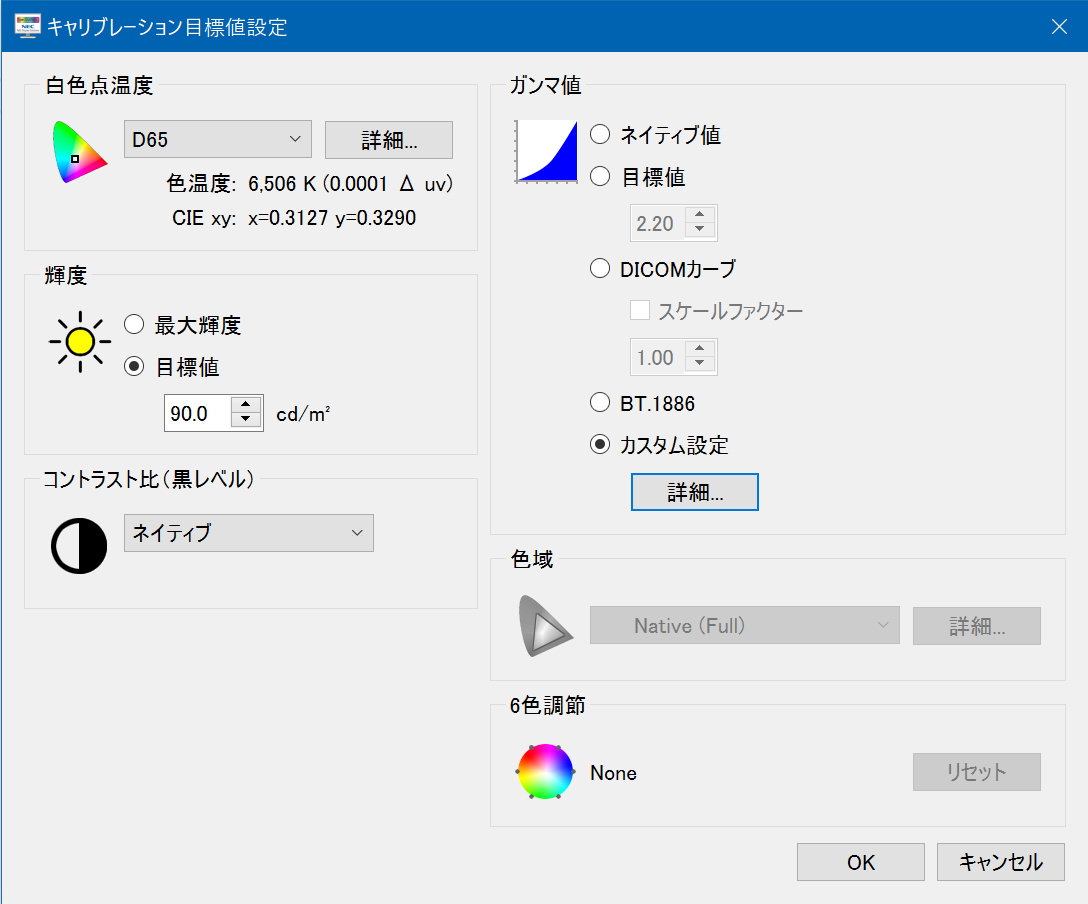 キャリブレーション目標値設定
白色点温度
D65
詳細...
色温度: 6,506 K (0.0001 Δ uv)
CIE xy: x=0.3127 y=0.3290
輝度
最大輝度
目標値
90.0 cd/m²
コントラスト比(黒レベル)
ネイティブ
ガンマ値
ネイティブ値
目標値
2.20
DICOMカーブ
スケールファクター
1.00
BT.1886
カスタム設定
詳細...
色域
Native (Full)
詳細...
6色調節
None
リセット
OK
キャンセル